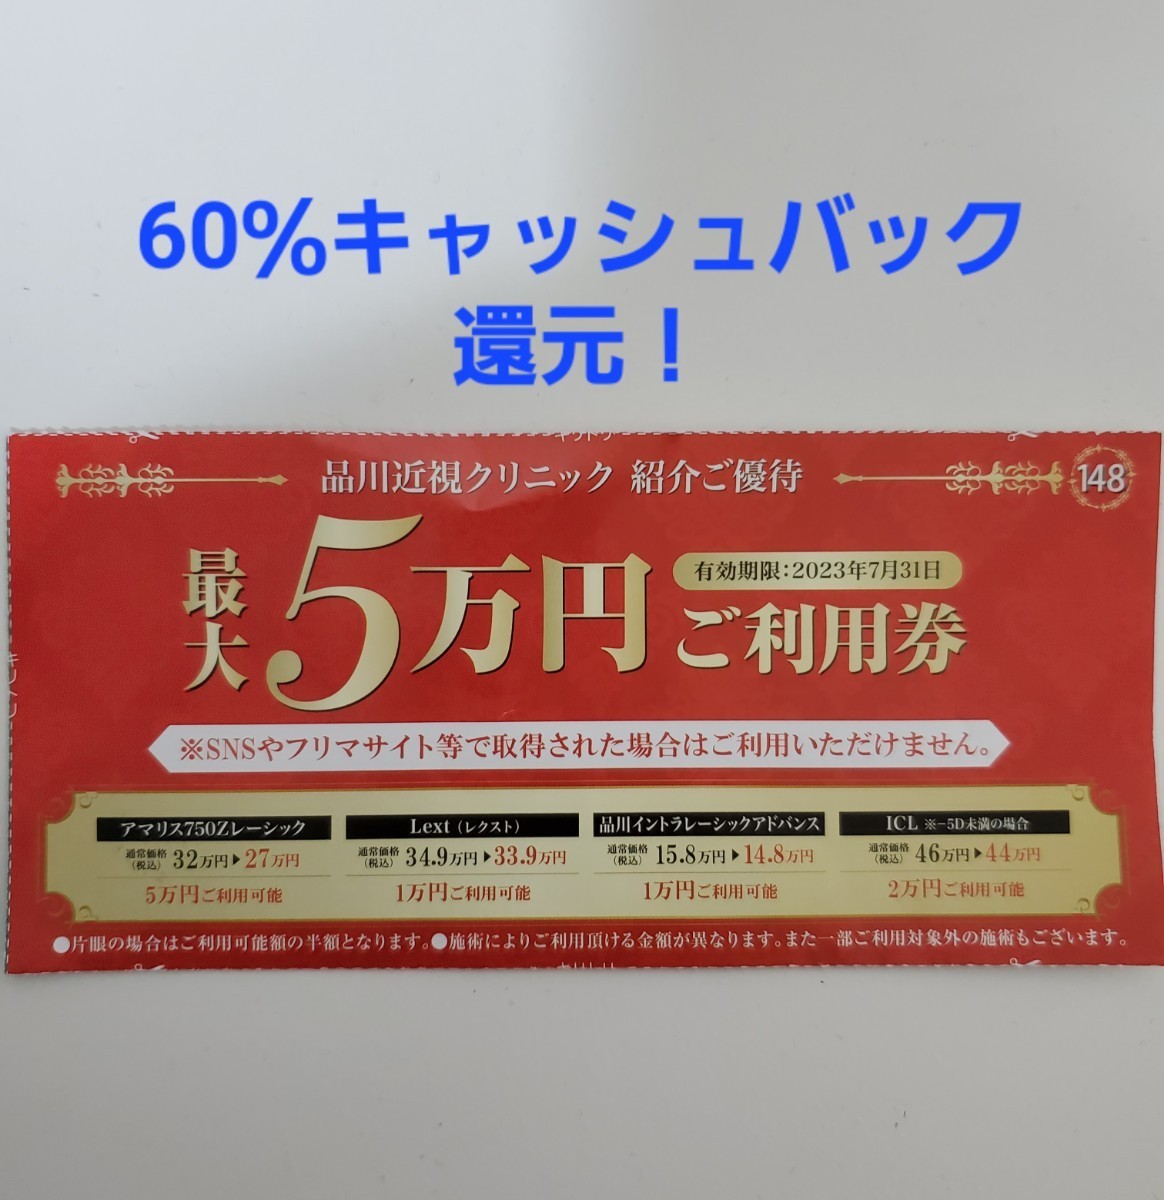 60%キャッシュバック
還元！
キリトリ
品川近視クリニック 紹介ご優待
148
最大5万円
有効期限:2023年7月31日
ご利用券
※SNSやフリマサイト等で取得された場合はご利用いただけません。
アマリス750Zレーシック
通常価格(税込) 32万円▶27万円
5万円ご利用可能
Lext（レクスト）
通常価格(税込) 34.9万円▶33.9万円
1万円ご利用可能
品川イントラレーシックアドバンス
通常価格(税込) 15.8万円▶14.8万円
1万円ご利用可能
ICL ※−5D未満の場合
通常価格(税込) 46万円▶44万円
2万円ご利用可能
●片眼の場合はご利用可能額の半額となります。●施術によりご利用頂ける金額が異なります。また一部ご利用対象外の施術もございます。
キリトリ